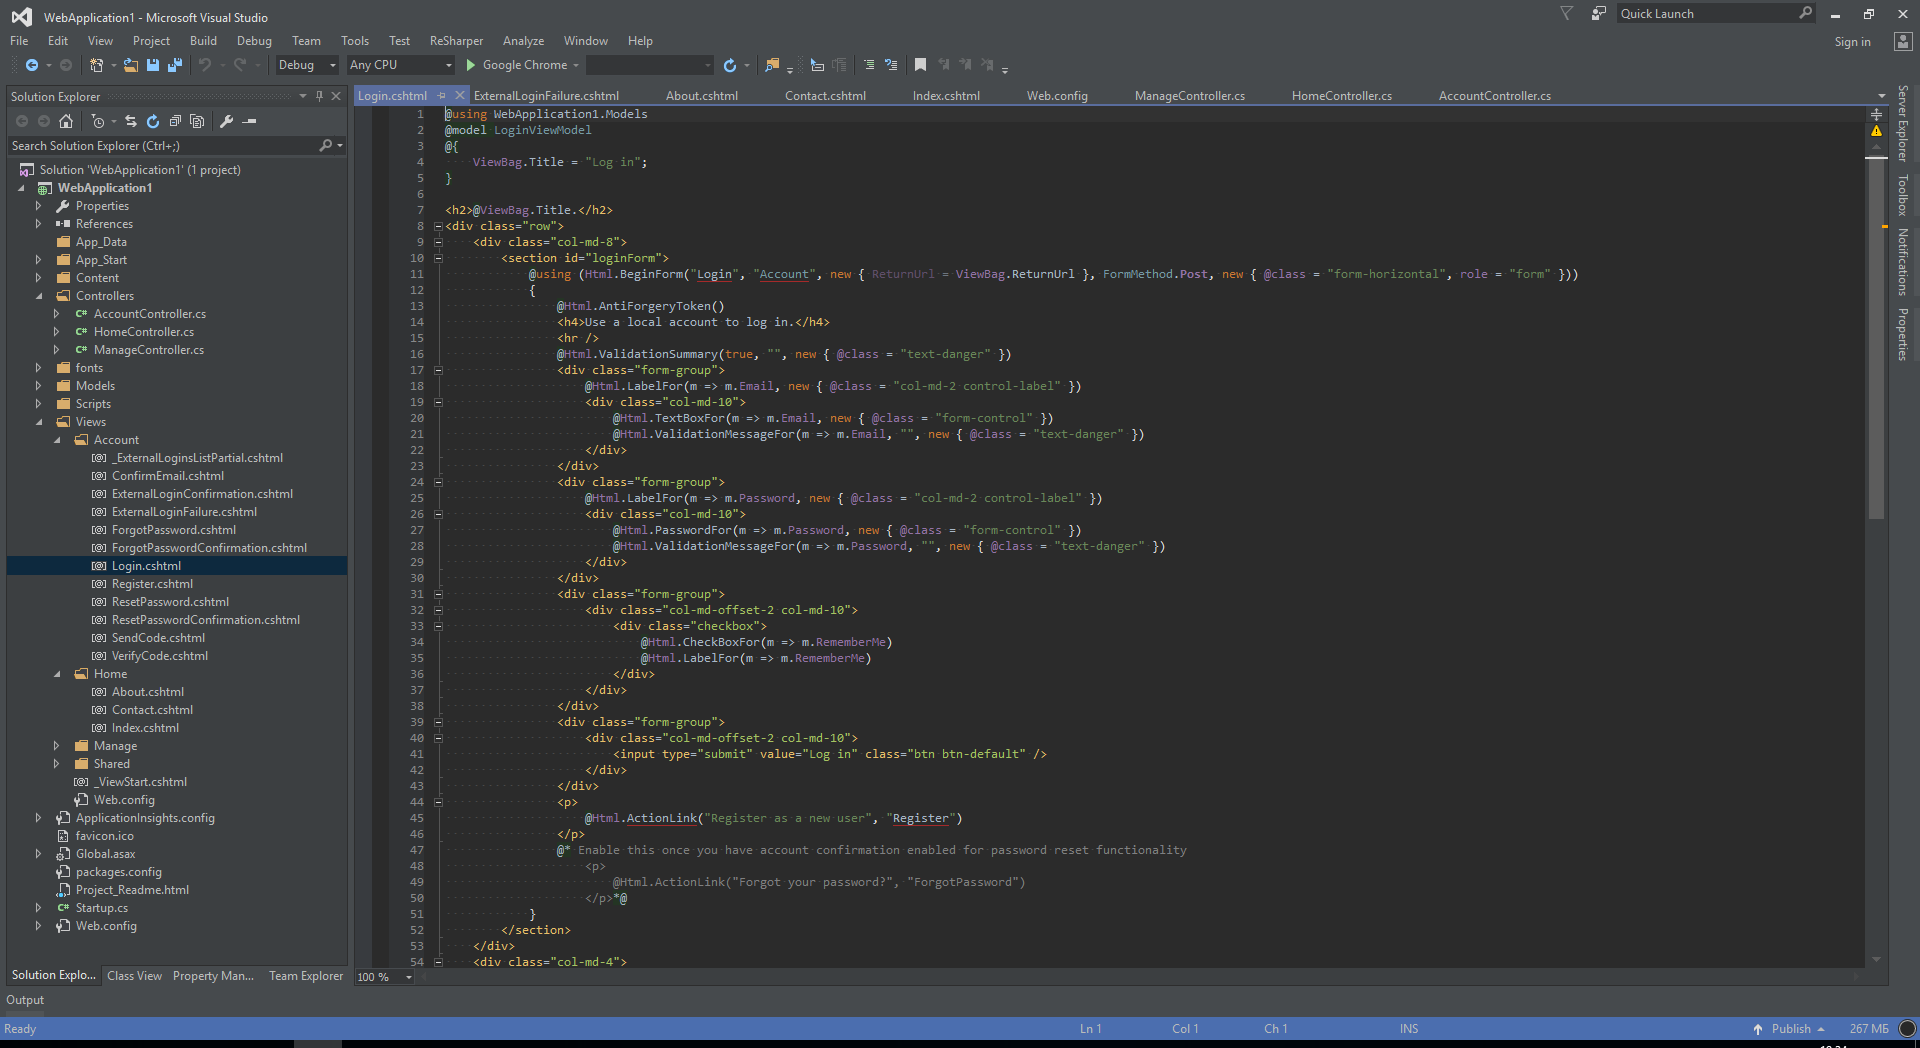 WebApplication1 - Microsoft Visual Studio
Quick Launch
File Edit View Project Build Debug Team Tools Test ReSharper Analyze Window Help
Sign in
Debug Any CPU Google Chrome
Solution Explorer
Search Solution Explorer (Ctrl+;)
Solution 'WebApplication1' (1 project)
WebApplication1
Properties
References
App_Data
App_Start
Content
Controllers
C# AccountController.cs
C# HomeController.cs
C# ManageController.cs
fonts
Models
Scripts
Views
Account
[@] _ExternalLoginsListPartial.cshtml
[@] ConfirmEmail.cshtml
[@] ExternalLoginConfirmation.cshtml
[@] ExternalLoginFailure.cshtml
[@] ForgotPassword.cshtml
[@] ForgotPasswordConfirmation.cshtml
[@] Login.cshtml
[@] Register.cshtml
[@] ResetPassword.cshtml
[@] ResetPasswordConfirmation.cshtml
[@] SendCode.cshtml
[@] VerifyCode.cshtml
Home
[@] About.cshtml
[@] Contact.cshtml
[@] Index.cshtml
Manage
Shared
[@] _ViewStart.cshtml
Web.config
ApplicationInsights.config
favicon.ico
Global.asax
packages.config
Project_Readme.html
C# Startup.cs
Web.config
Solution Explo... Class View Property Man... Team Explorer
Login.cshtml ExternalLoginFailure.cshtml About.cshtml Contact.cshtml Index.cshtml Web.config ManageController.cs HomeController.cs AccountController.cs
1 @using WebApplication1.Models
2 @model LoginViewModel
3 @{
4 ViewBag.Title = "Log in";
5 }
6
7 <h2>@ViewBag.Title.</h2>
8 <div class="row">
9 <div class="col-md-8">
10 <section id="loginForm">
11 @using (Html.BeginForm("Login", "Account", new { ReturnUrl = ViewBag.ReturnUrl }, FormMethod.Post, new { @class = "form-horizontal", role = "form" }))
12 {
13 @Html.AntiForgeryToken()
14 <h4>Use a local account to log in.</h4>
15 <hr />
16 @Html.ValidationSummary(true, "", new { @class = "text-danger" })
17 <div class="form-group">
18 @Html.LabelFor(m => m.Email, new { @class = "col-md-2 control-label" })
19 <div class="col-md-10">
20 @Html.TextBoxFor(m => m.Email, new { @class = "form-control" })
21 @Html.ValidationMessageFor(m => m.Email, "", new { @class = "text-danger" })
22 </div>
23 </div>
24 <div class="form-group">
25 @Html.LabelFor(m => m.Password, new { @class = "col-md-2 control-label" })
26 <div class="col-md-10">
27 @Html.PasswordFor(m => m.Password, new { @class = "form-control" })
28 @Html.ValidationMessageFor(m => m.Password, "", new { @class = "text-danger" })
29 </div>
30 </div>
31 <div class="form-group">
32 <div class="col-md-offset-2 col-md-10">
33 <div class="checkbox">
34 @Html.CheckBoxFor(m => m.RememberMe)
35 @Html.LabelFor(m => m.RememberMe)
36 </div>
37 </div>
38 </div>
39 <div class="form-group">
40 <div class="col-md-offset-2 col-md-10">
41 <input type="submit" value="Log in" class="btn btn-default" />
42 </div>
43 </div>
44 <p>
45 @Html.ActionLink("Register as a new user", "Register")
46 </p>
47 @* Enable this once you have account confirmation enabled for password reset functionality
48 <p>
49 @Html.ActionLink("Forgot your password?", "ForgotPassword")
50 </p>*@
51 }
52 </section>
53 </div>
54 <div class="col-md-4">
100 %
Server Explorer
Toolbox
Notifications
Properties
Output
Ready Ln 1 Col 1 Ch 1 INS Publish 267 МБ